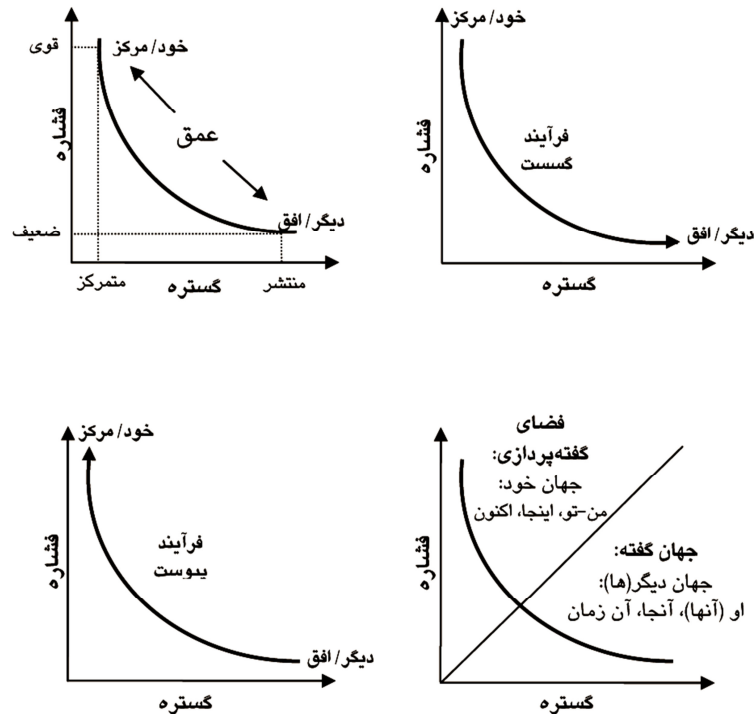 قوی
خود/مرکز
فشاره
عمق
دیگر/افق
ضعیف
متمرکز
گستره
منتشر
خود/مرکز
فشاره
فرآیند
گسست
دیگر/افق
گستره
خود/مرکز
فشاره
فرآیند
پیوست
دیگر/افق
گستره
فضای
گفته‌پردازی:
جهان خود:
من-تو، اینجا، اکنون
فشاره
جهان گفته:
جهان دیگر(ها):
او (آنها)، آنجا، آن زمان
گستره